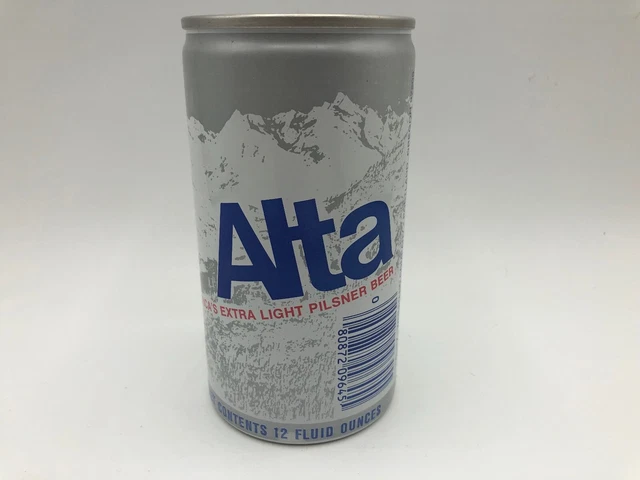 Alta
CA'S EXTRA LIGHT PILSNER BEER
0
80872 09645
CONTENTS 12 FLUID OUNCES